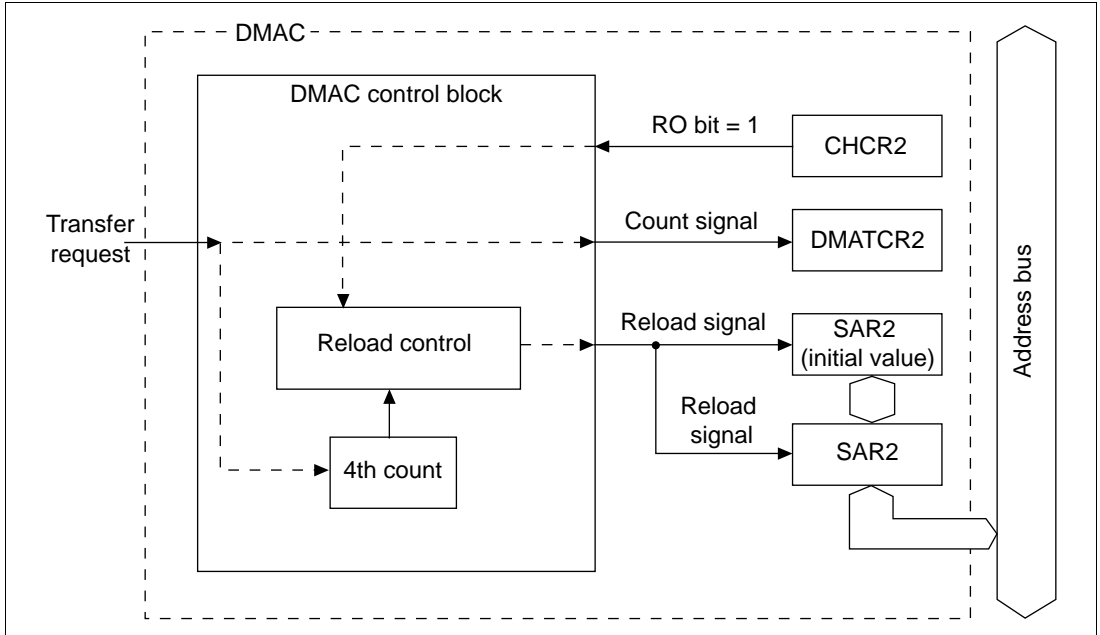 DMAC
DMAC control block
RO bit = 1
CHCR2
Transfer
request
Count signal
DMATCR2
Reload control
Reload signal
SAR2
(initial value)
Reload
signal
SAR2
4th count
Address bus